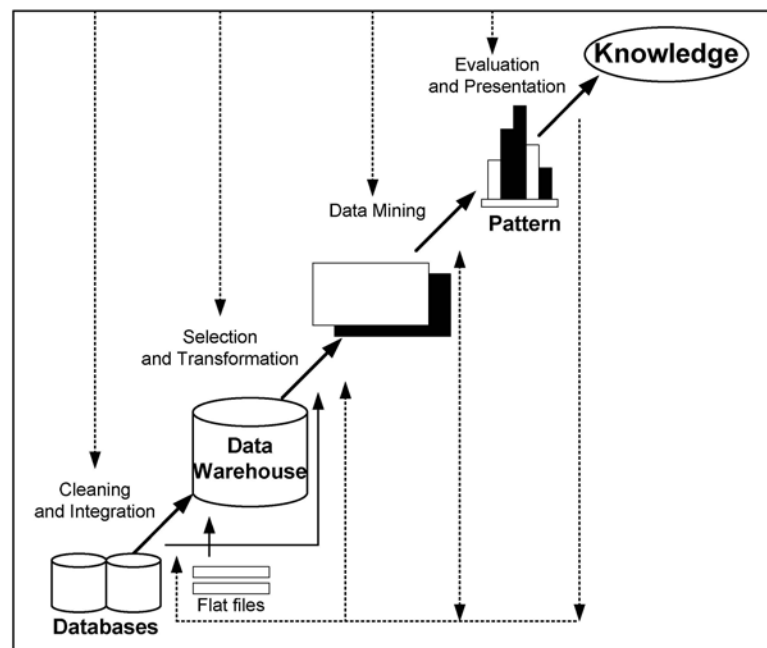 Knowledge
Evaluation
and Presentation
Pattern
Data Mining
Selection
and Transformation
Data
Warehouse
Cleaning
and Integration
Flat files
Databases